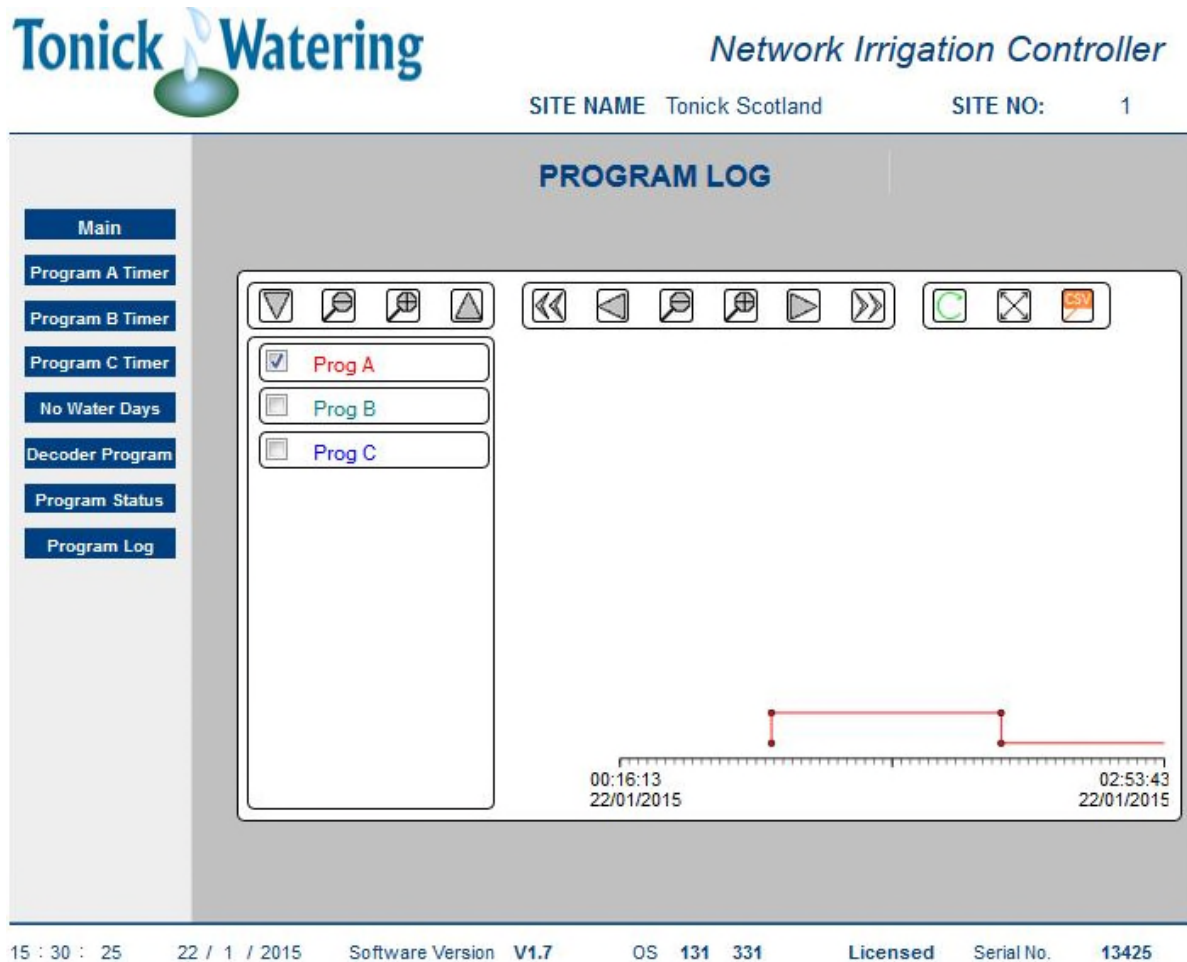 Tonick Watering
Network Irrigation Controller
SITE NAME Tonick Scotland SITE NO: 1
PROGRAM LOG
Main
Program A Timer
Program B Timer
Program C Timer
No Water Days
Decoder Program
Program Status
Program Log
CSV
Prog A
Prog B
Prog C
00:16:13
22/01/2015
02:53:43
22/01/2015
15 : 30 : 25 22 / 1 / 2015 Software Version V1.7 OS 131 331 Licensed Serial No. 13425